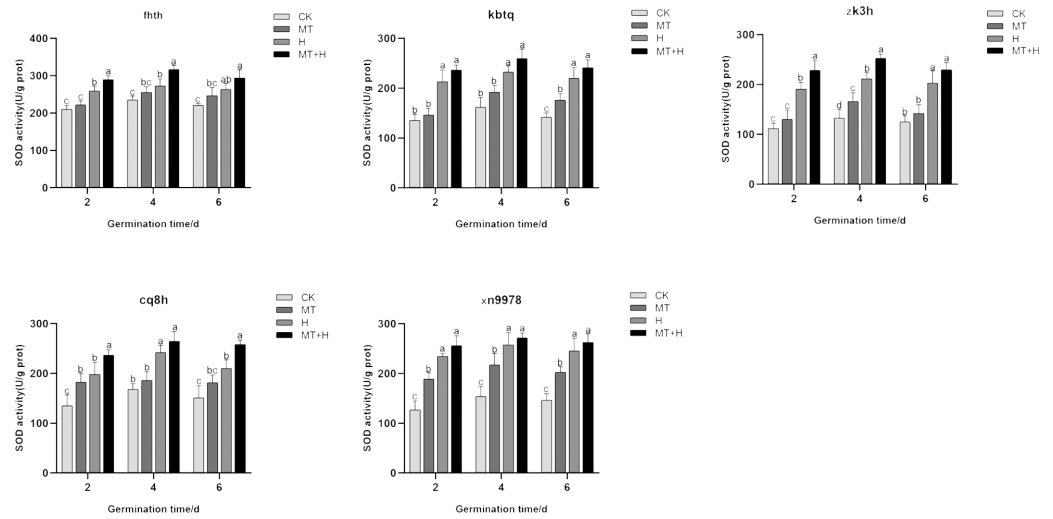 fhth
CK
MT
H
MT+H
400
300
200
100
0
SOD activity(U/g prot)
c c b a
c bc b a
c bc ab a
2 4 6
Germination time/d
kbtq
CK
MT
H
MT+H
300
200
100
0
SOD activity(U/g prot)
b b a a
b b a a
c b a a
2 4 6
Germination time/d
zk3h
CK
MT
H
MT+H
300
200
100
0
SOD activity(U/g prot)
c c b a
d c b a
b b a a
2 4 6
Germination time/d
cq8h
CK
MT
H
MT+H
300
200
100
0
SOD activity(U/g prot)
c b b a
b b a a
c bc b a
2 4 6
Germination time/d
xn9978
CK
MT
H
MT+H
300
200
100
0
SOD activity(U/g prot)
c b a a
c b a a
c b a a
2 4 6
Germination time/d